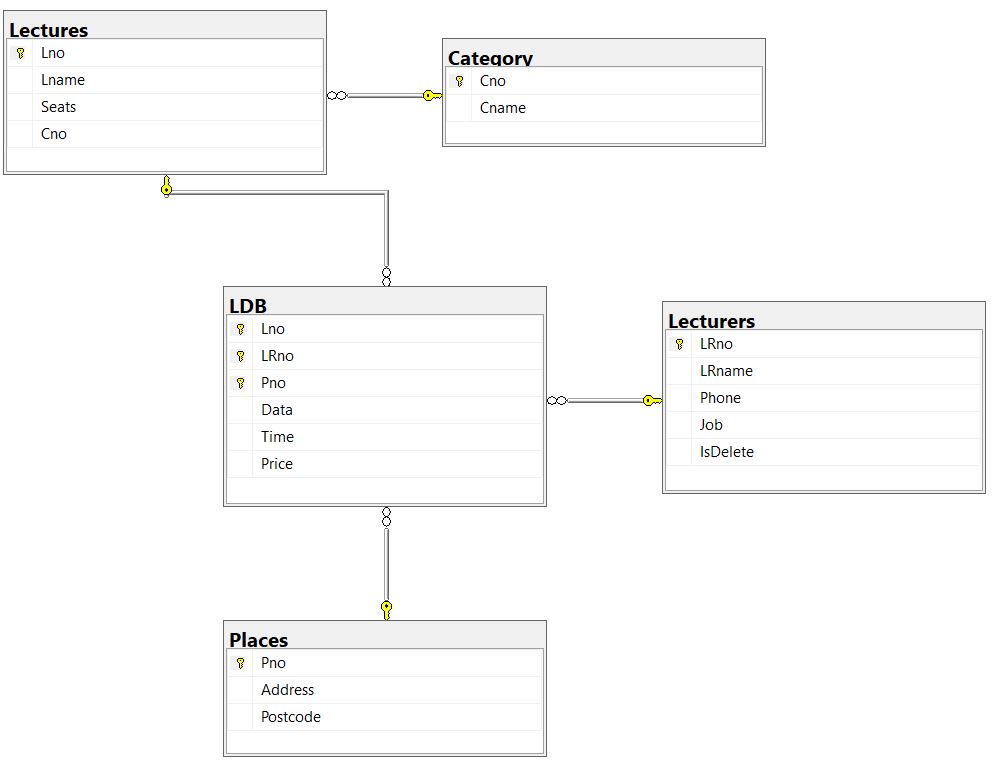 Lectures
Lno
Lname
Seats
Cno
Category
Cno
Cname
LDB
Lno
LRno
Pno
Data
Time
Price
Lecturers
LRno
LRname
Phone
Job
IsDelete
Places
Pno
Address
Postcode